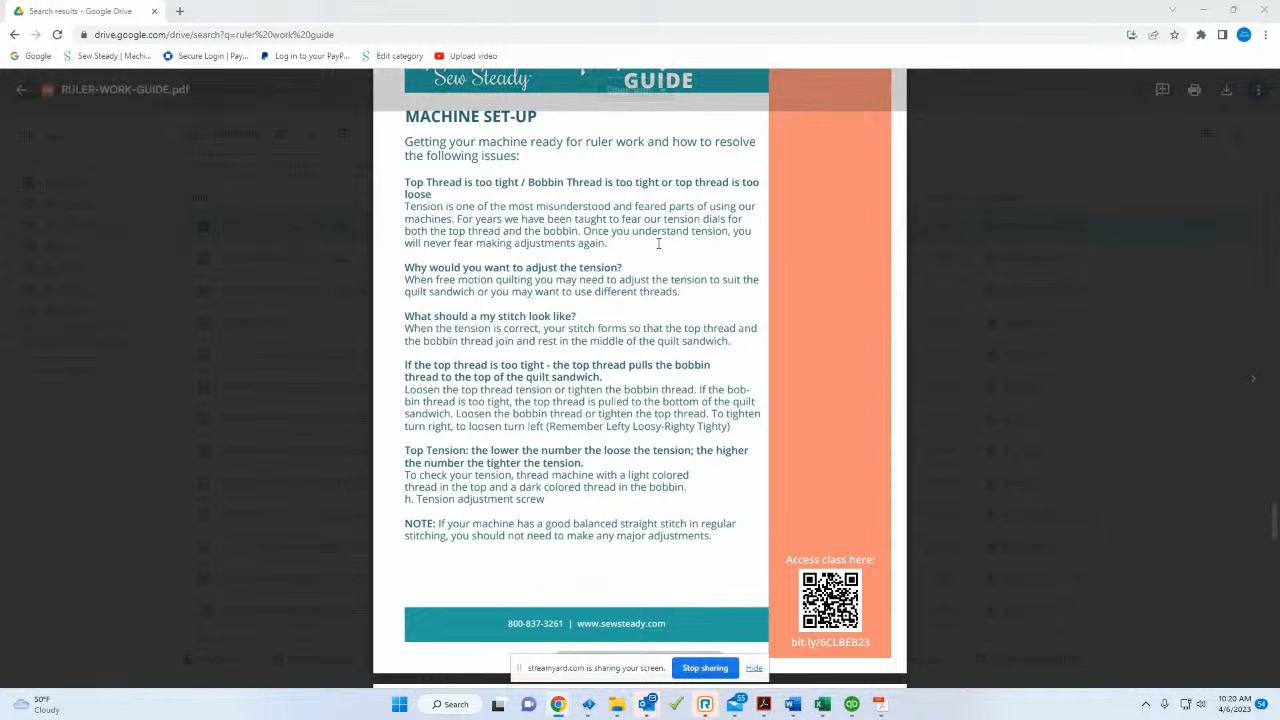 Drive search results
drive.google.com/drive/search?q=ruler%20work%20guide
Google
Sew Steady | Machin...
Secure Login | Parag...
Log in to your PayP...
Edit category
Upload video
RULER-WORK-GUIDE.pdf
Sew Steady
GUIDE
MACHINE SET-UP
Getting your machine ready for ruler work and how to resolve
the following issues:
Top Thread is too tight / Bobbin Thread is too tight or top thread is too
loose
Tension is one of the most misunderstood and feared parts of using our
machines. For years we have been taught to fear our tension dials for
both the top thread and the bobbin. Once you understand tension, you
will never fear making adjustments again.
Why would you want to adjust the tension?
When free motion quilting you may need to adjust the tension to suit the
quilt sandwich or you may want to use different threads.
What should a my stitch look like?
When the tension is correct, your stitch forms so that the top thread and
the bobbin thread join and rest in the middle of the quilt sandwich.
If the top thread is too tight - the top thread pulls the bobbin
thread to the top of the quilt sandwich.
Loosen the top thread tension or tighten the bobbin thread. If the bob-
bin thread is too tight, the top thread is pulled to the bottom of the quilt
sandwich. Loosen the bobbin thread or tighten the top thread. To tighten
turn right, to loosen turn left (Remember Lefty Loosy-Righty Tighty)
Top Tension: the lower the number the loose the tension; the higher
the number the tighter the tension.
To check your tension, thread machine with a light colored
thread in the top and a dark colored thread in the bobbin.
h. Tension adjustment screw
NOTE: If your machine has a good balanced straight stitch in regular
stitching, you should not need to make any major adjustments.
Access class here:
bit.ly/6CLBEB23
800-837-3261 | www.sewsteady.com
streamyard.com is sharing your screen.
Stop sharing
Hide
50°F
Cloudy
Search
55
10:20 AM
4/6/2023